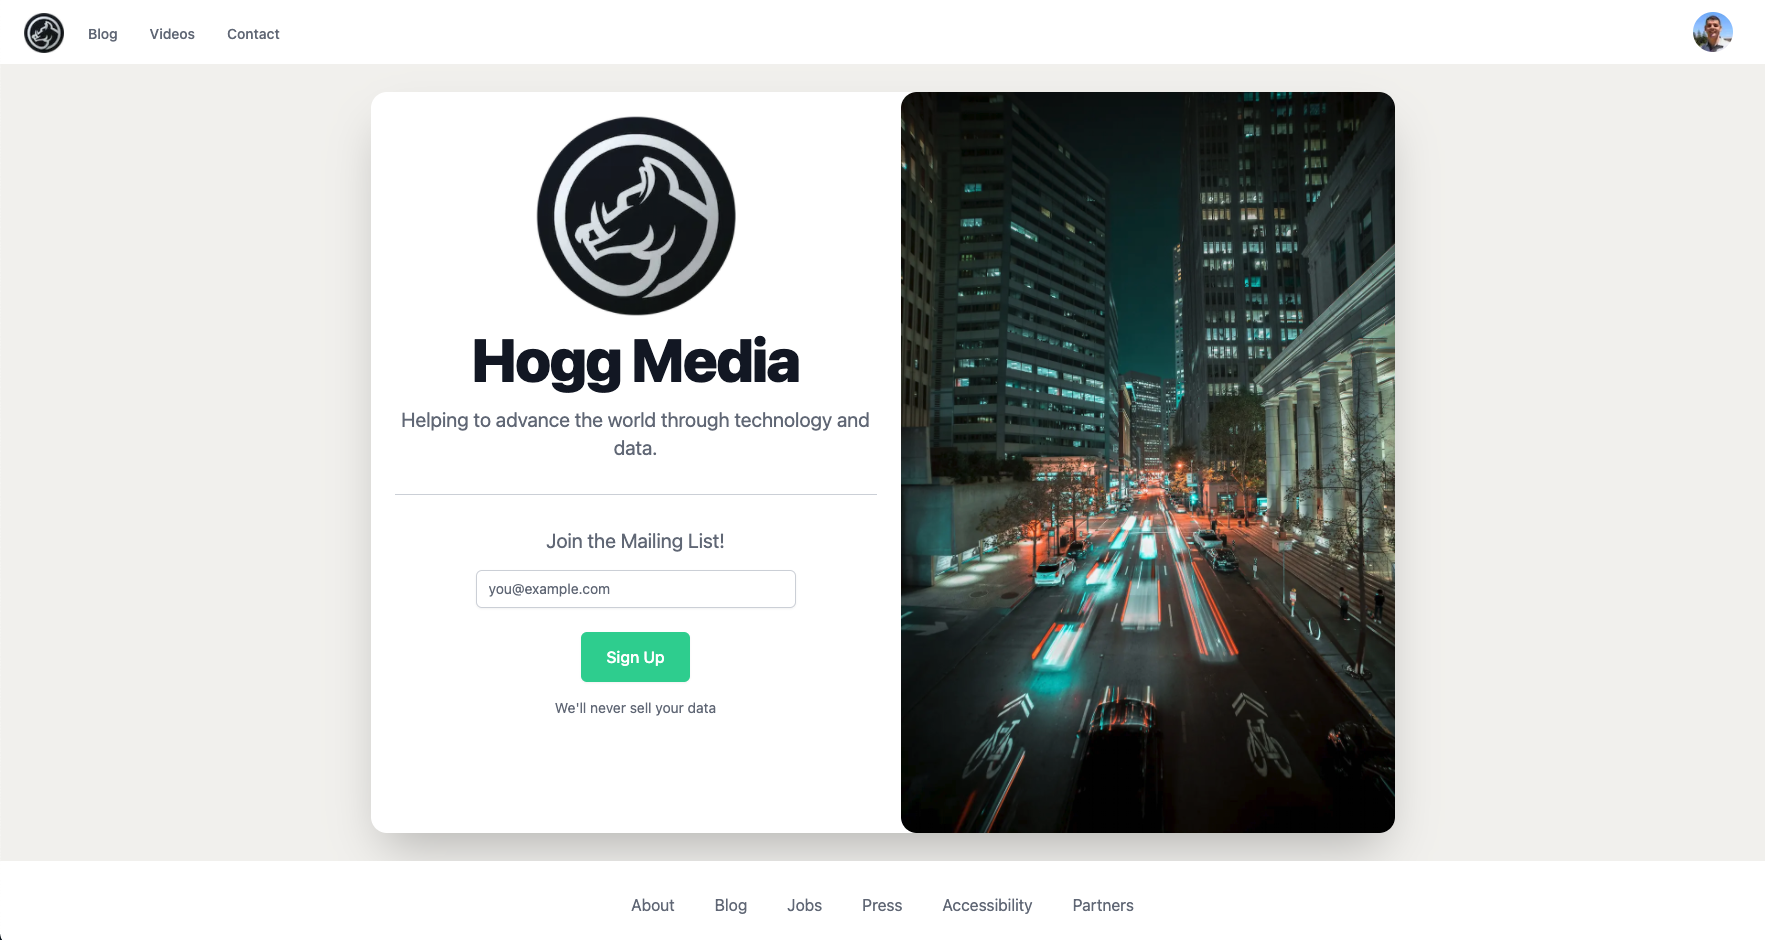 Blog
Videos
Contact
Hogg Media
Helping to advance the world through technology and
data.
Join the Mailing List!
you@example.com
Sign Up
We'll never sell your data
About
Blog
Jobs
Press
Accessibility
Partners